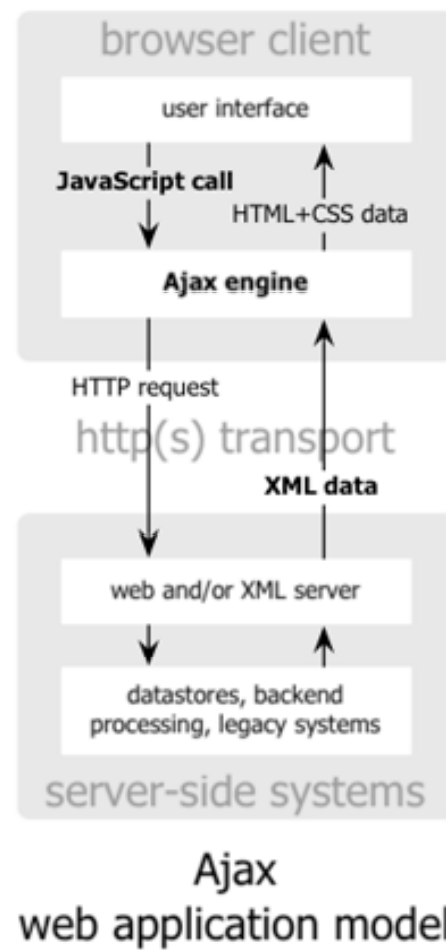 browser client
user interface
JavaScript call
HTML+CSS data
Ajax engine
HTTP request
http(s) transport
XML data
web and/or XML server
datastores, backend
processing, legacy systems
server-side systems
Ajax
web application model